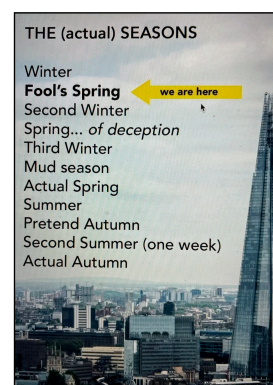 THE (actual) SEASONS
Winter
Fool's Spring we are here
Second Winter
Spring... of deception
Third Winter
Mud season
Actual Spring
Summer
Pretend Autumn
Second Summer (one week)
Actual Autumn